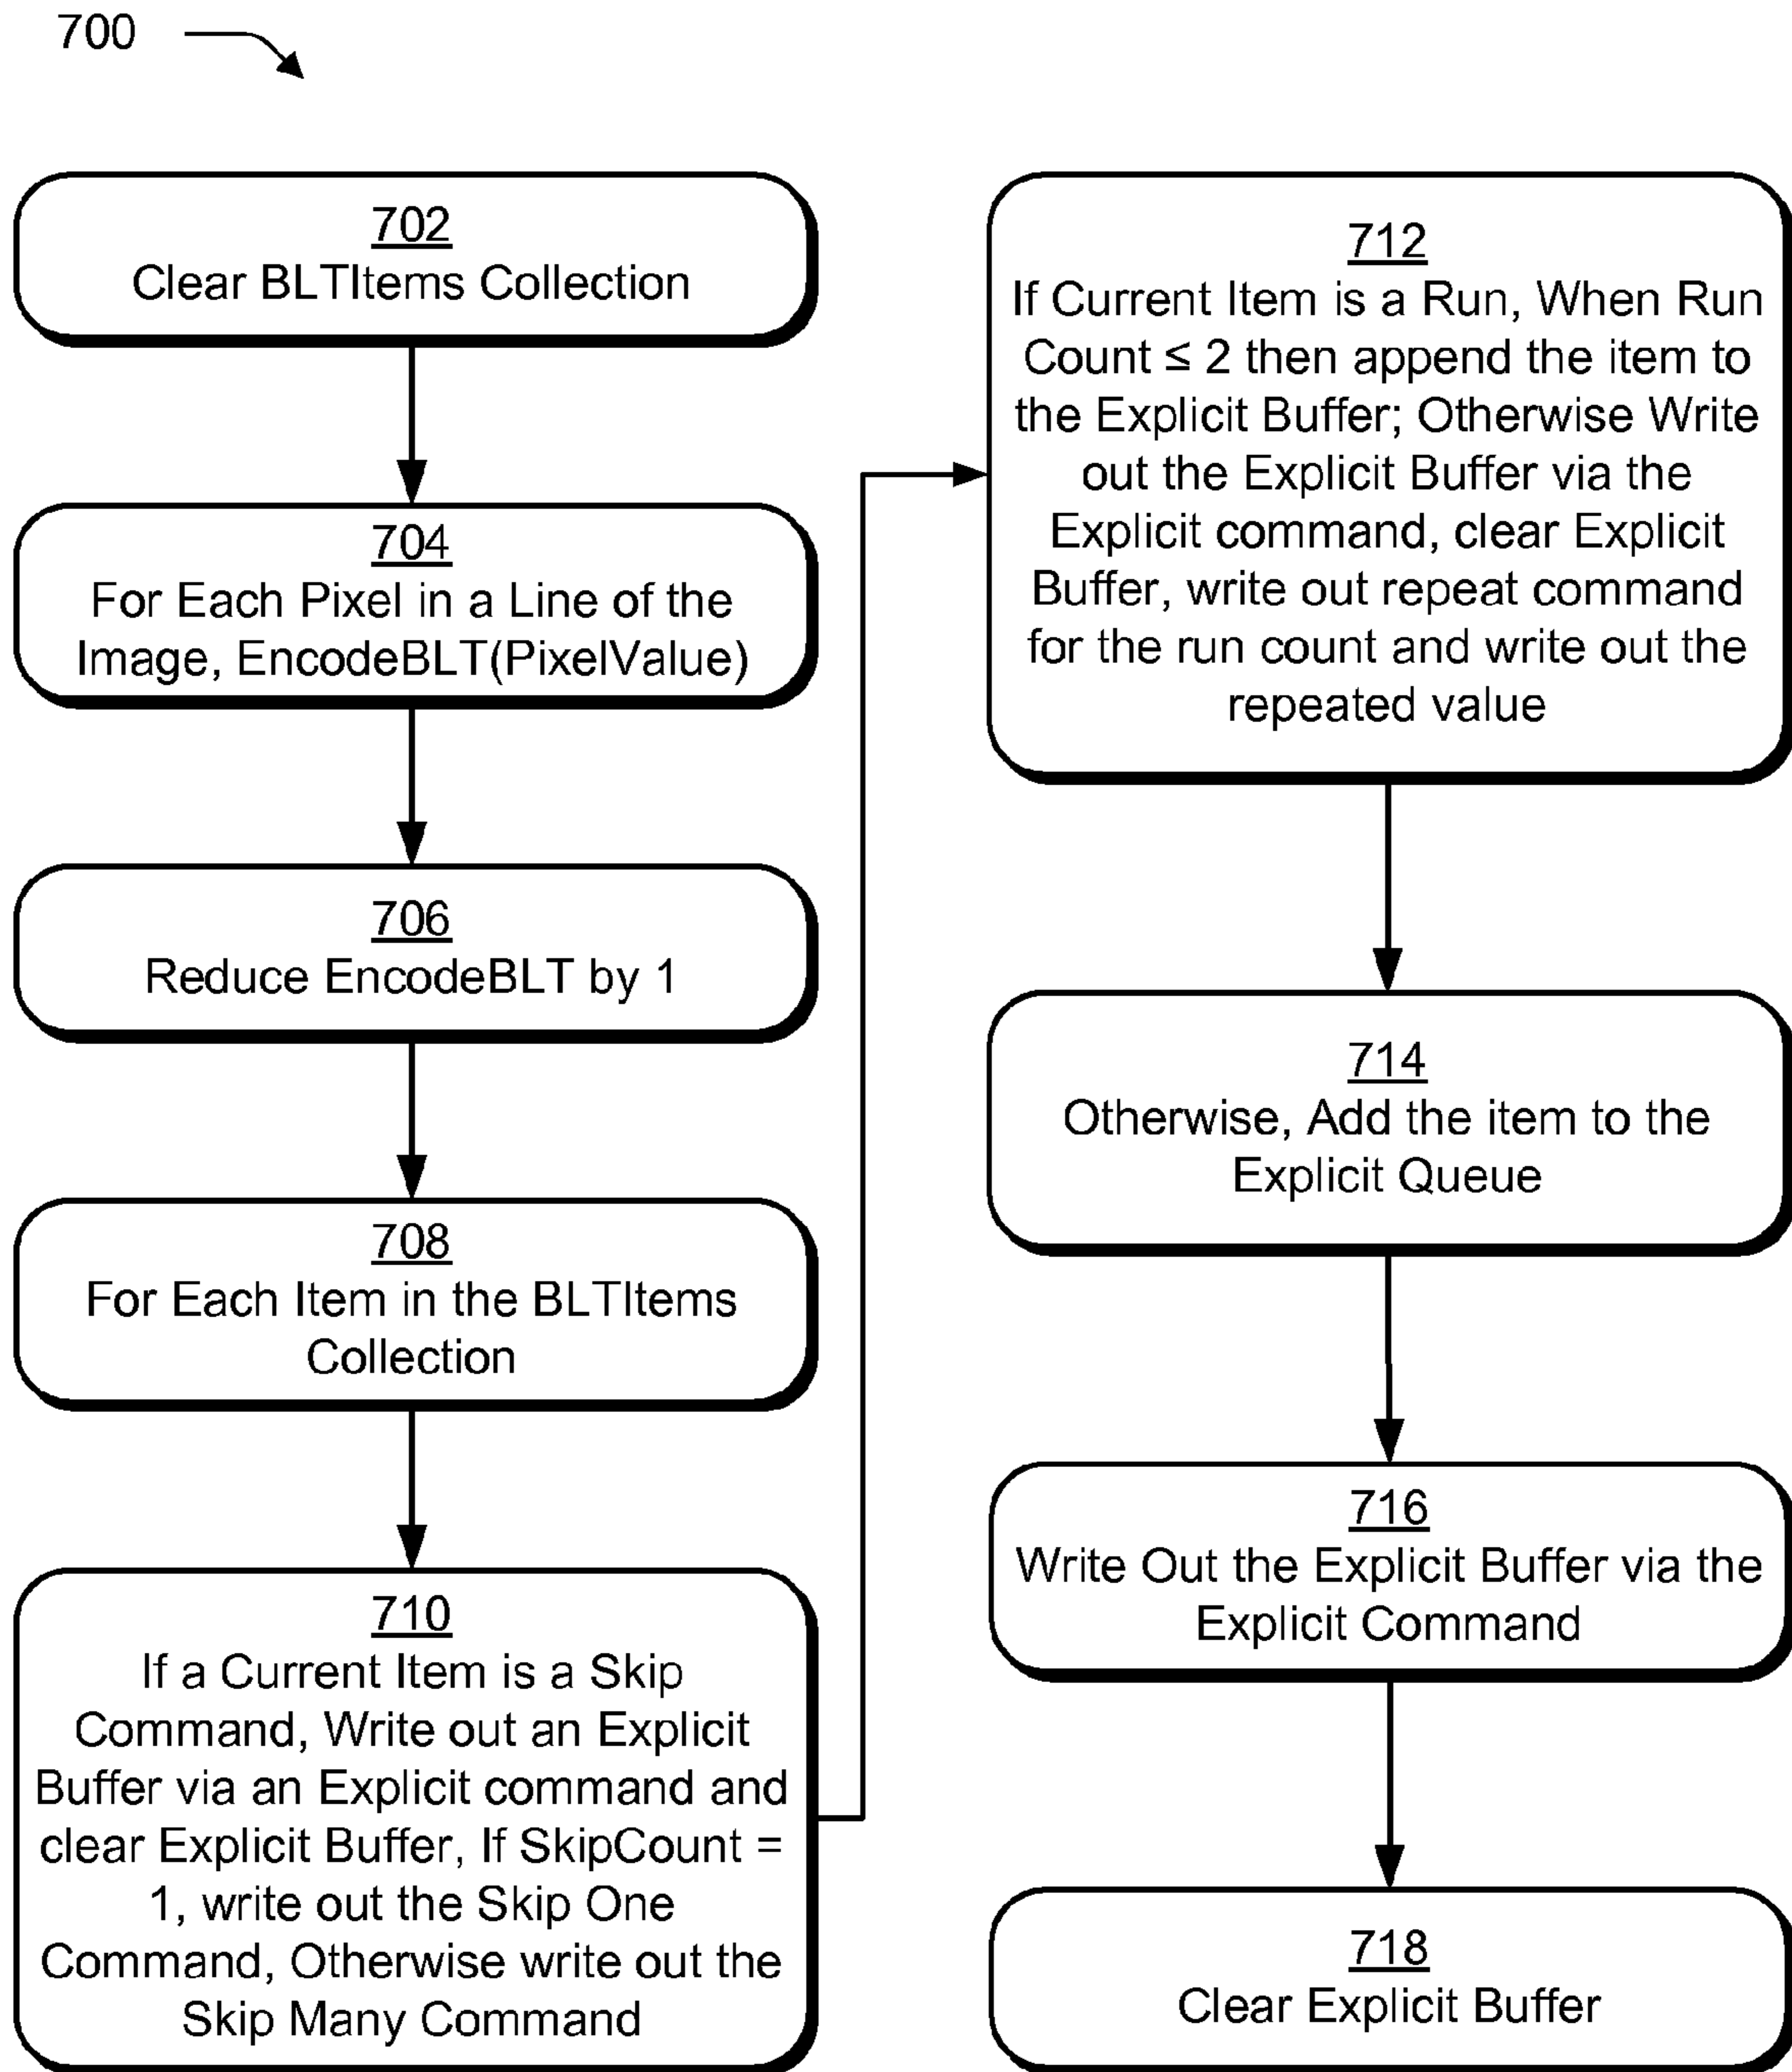 700
702
Clear BLTItems Collection
704
For Each Pixel in a Line of the
Image, EncodeBLT(PixelValue)
706
Reduce EncodeBLT by 1
708
For Each Item in the BLTItems
Collection
710
If a Current Item is a Skip
Command, Write out an Explicit
Buffer via an Explicit command and
clear Explicit Buffer, If SkipCount =
1, write out the Skip One
Command, Otherwise write out the
Skip Many Command
712
If Current Item is a Run, When Run
Count ≤ 2 then append the item to
the Explicit Buffer; Otherwise Write
out the Explicit Buffer via the
Explicit command, clear Explicit
Buffer, write out repeat command
for the run count and write out the
repeated value
714
Otherwise, Add the item to the
Explicit Queue
716
Write Out the Explicit Buffer via the
Explicit Command
718
Clear Explicit Buffer